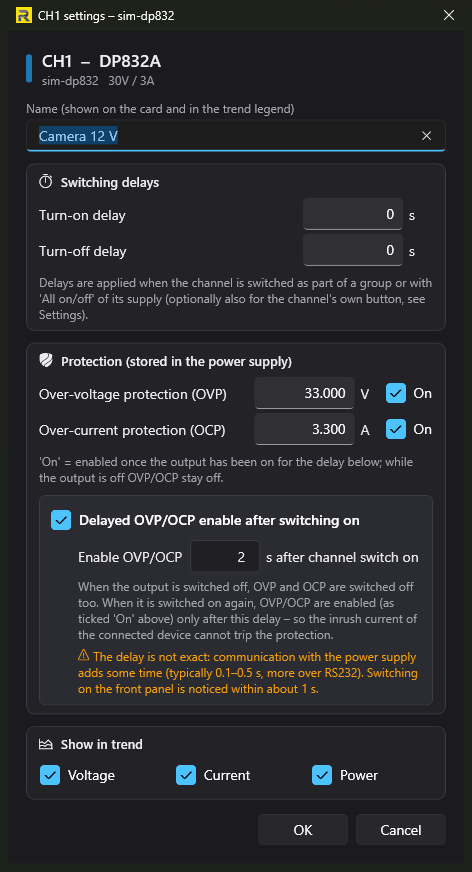 CH1 settings – sim-dp832
CH1 – DP832A
sim-dp832 30V / 3A
Name (shown on the card and in the trend legend)
Camera 12 V
Switching delays
Turn-on delay 0 s
Turn-off delay 0 s
Delays are applied when the channel is switched as part of a group or with
'All on/off' of its supply (optionally also for the channel's own button, see
Settings).
Protection (stored in the power supply)
Over-voltage protection (OVP) 33.000 V On
Over-current protection (OCP) 3.300 A On
'On' = enabled once the output has been on for the delay below; while
the output is off OVP/OCP stay off.
Delayed OVP/OCP enable after switching on
Enable OVP/OCP 2 s after channel switch on
When the output is switched off, OVP and OCP are switched off
too. When it is switched on again, OVP/OCP are enabled (as
ticked 'On' above) only after this delay – so the inrush current of
the connected device cannot trip the protection.
The delay is not exact: communication with the power supply
adds some time (typically 0.1–0.5 s, more over RS232). Switching
on the front panel is noticed within about 1 s.
Show in trend
Voltage Current Power
OK Cancel